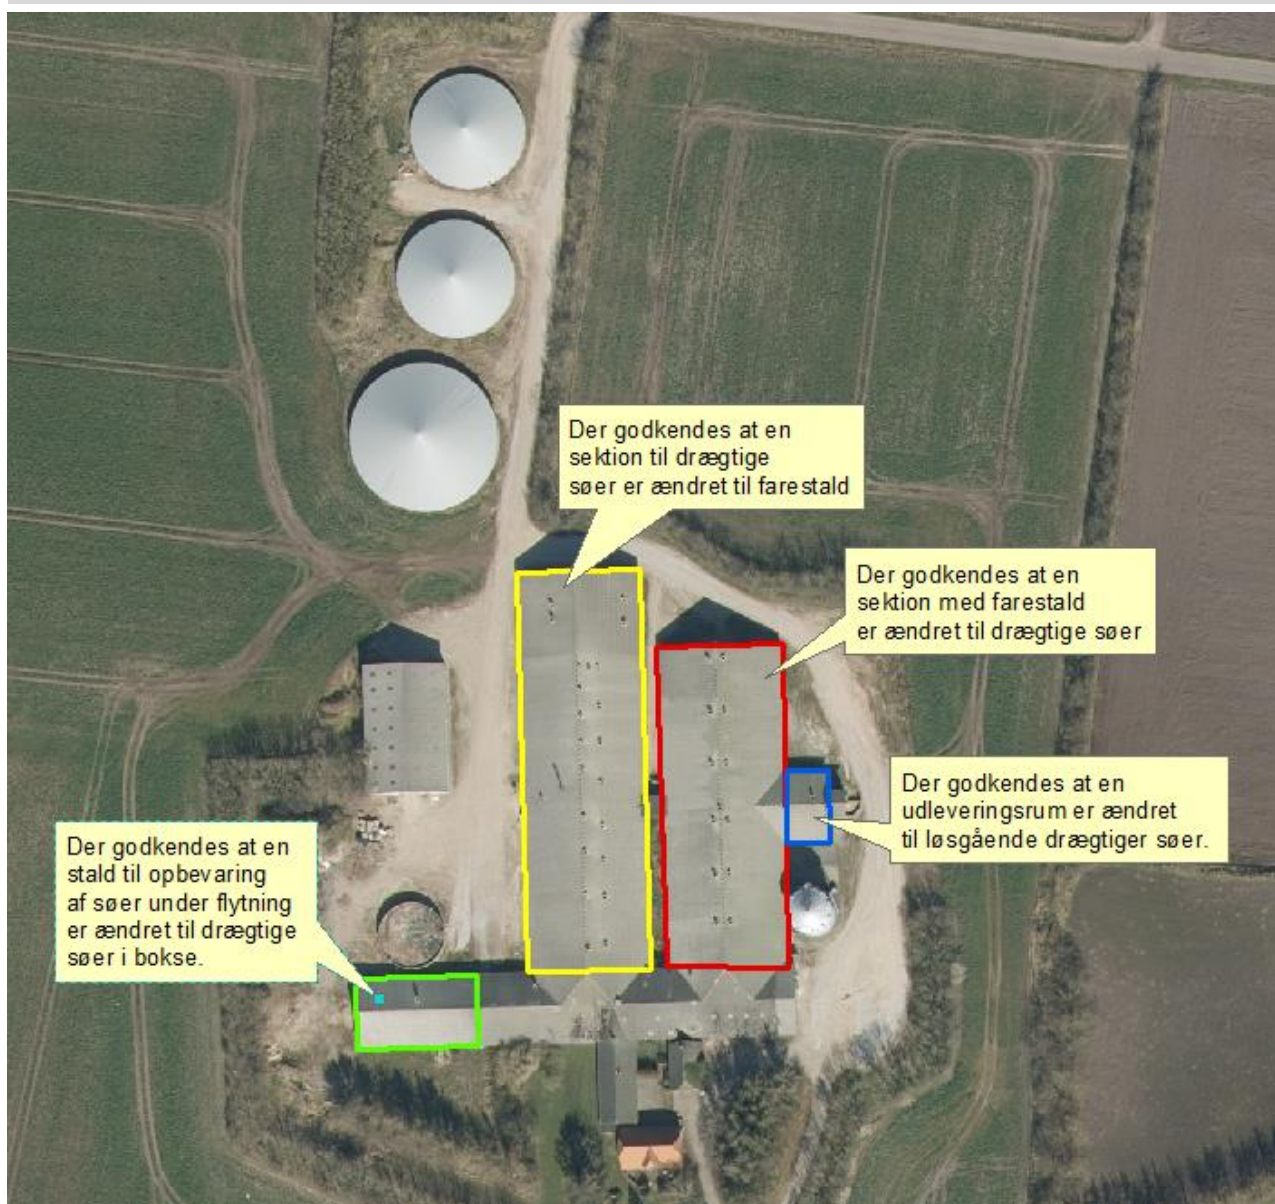 Der godkendes at en
sektion til drægtige
søer er ændret til farestald
Der godkendes at en
sektion med farestald
er ændret til drægtige søer
Der godkendes at en
udleveringsrum er ændret
til løsgående drægtiger søer.
Der godkendes at en
stald til opbevaring
af søer under flytning
er ændret til drægtige
søer i bokse.